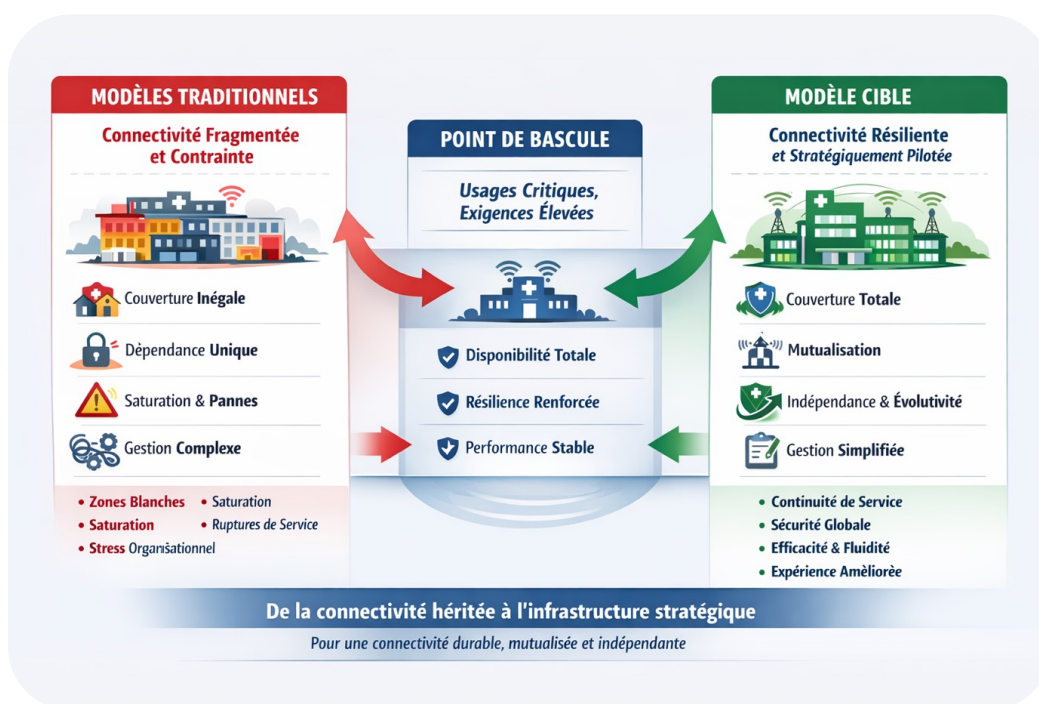 MODÈLES TRADITIONNELS
Connectivité Fragmentée
et Contrainte
Couverture Inégale
Dèpendance Unique
Saturation & Pannes
Gestion Complexe
• Zones Blanches
• Saturation
• Saturation
• Ruptures de Service
• Stress Organisationnel
POINT DE BASCULE
Usages Critiques,
Exigences Élevées
Disponibilité Totale
Résilience Renforcée
Performance Stable
MODÈLE CIBLE
Connectivité Résiliente
et Stratégiquement Pilotée
Couverture Totale
Mutualisation
Indépendance & Évolutivité
Gestion Simplifiée
• Continuité de Service
• Sécurité Globale
• Efficacité & Fluidité
• Expérience Amèliorèe
De la connectivité héritée à l'infrastructure stratégique
Pour une connectivité durable, mutualisée et indépendante